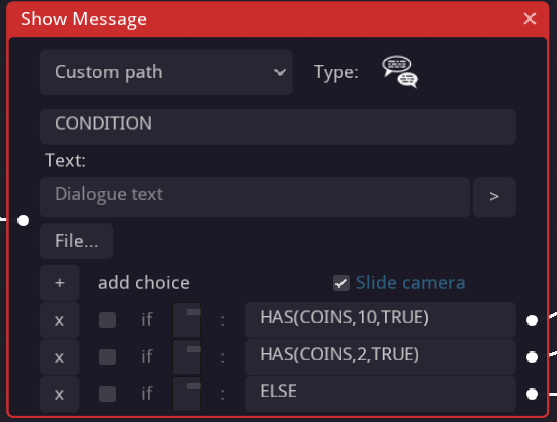 Show Message ×
Custom path Type:
CONDITION
Text:
Dialogue text >
File...
+ add choice Slide camera
x if : HAS(COINS,10,TRUE)
x if : HAS(COINS,2,TRUE)
x if : ELSE